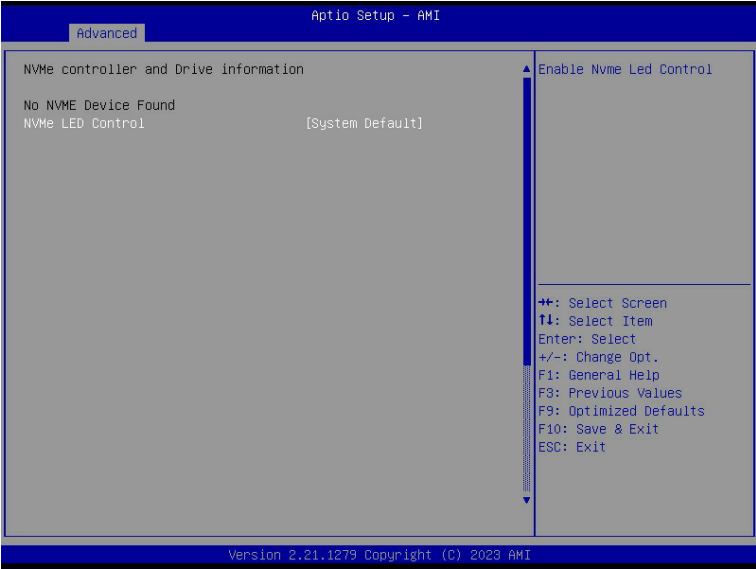 Aptio Setup – AMI
Advanced
NVMe controller and Drive information
No NVME Device Found
NVMe LED Control [System Default]
Enable Nvme Led Control
→←: Select Screen
↑↓: Select Item
Enter: Select
+/-: Change Opt.
F1: General Help
F3: Previous Values
F9: Optimized Defaults
F10: Save & Exit
ESC: Exit
Version 2.21.1279 Copyright (C) 2023 AMI